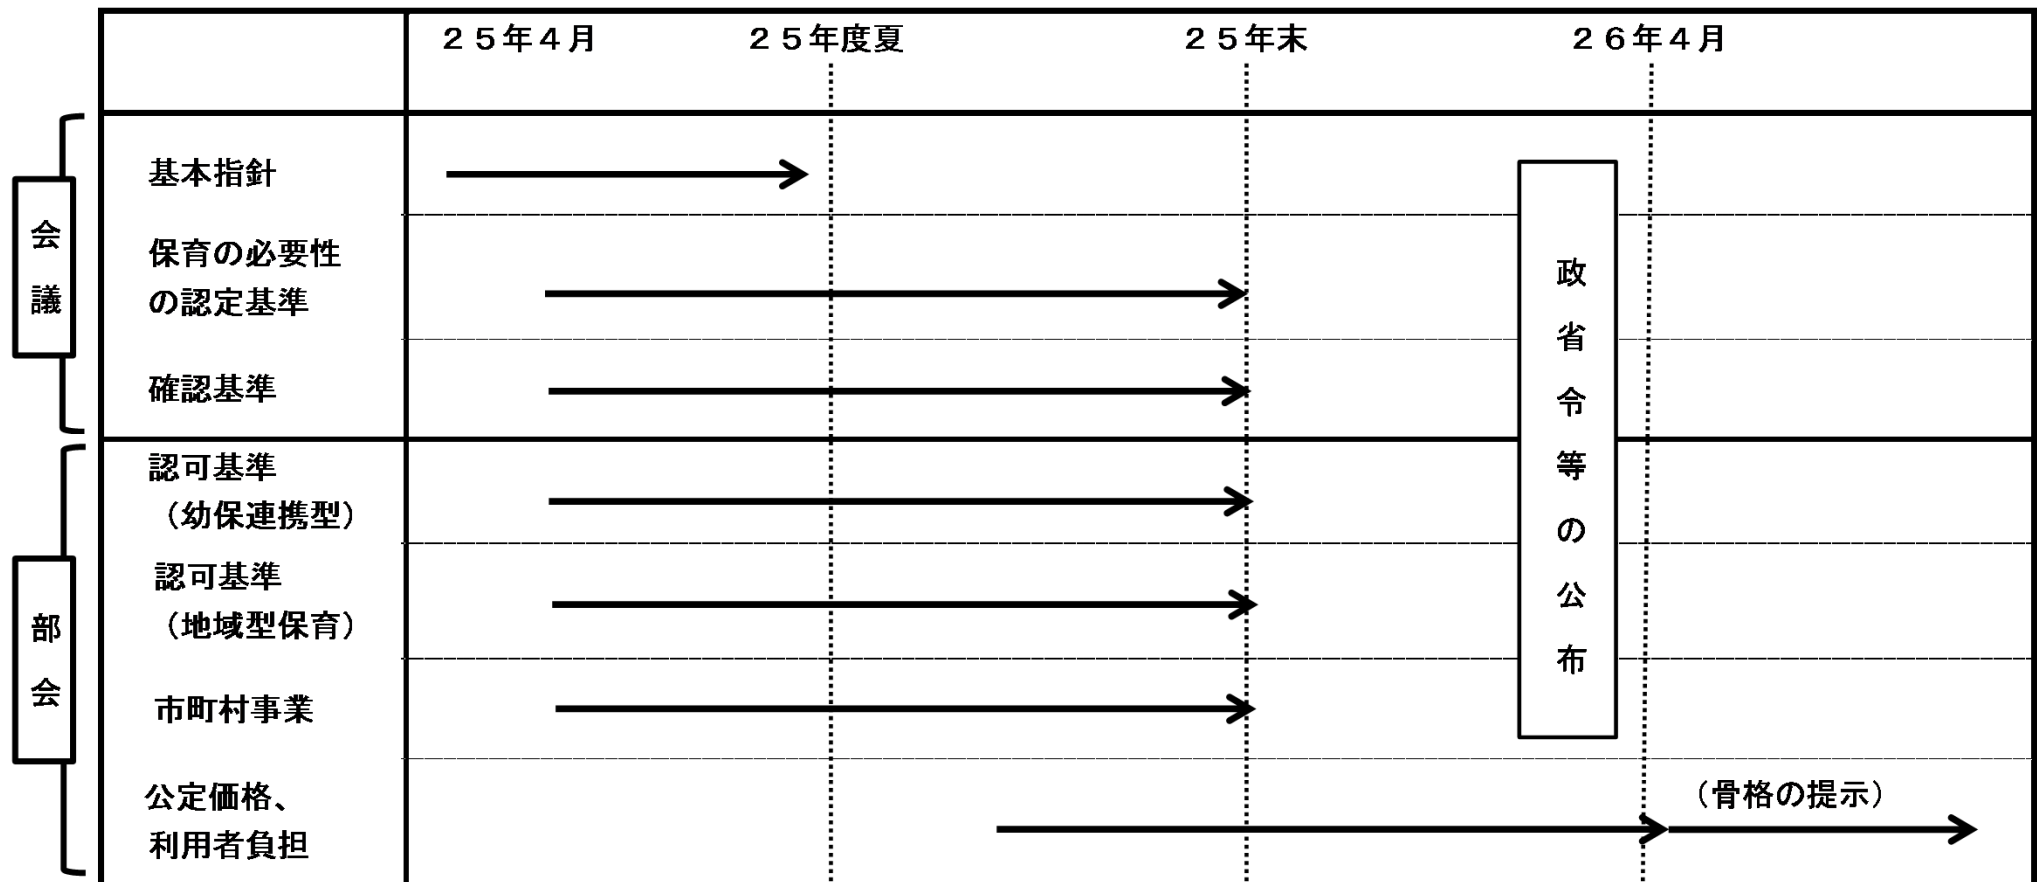 ２５年４月 ２５年度夏 ２５年末 ２６年４月
会議
基本指針
保育の必要性
の認定基準
確認基準
政省令等の公布
部会
認可基準
（幼保連携型）
認可基準
（地域型保育）
市町村事業
公定価格、
利用者負担
（骨格の提示）